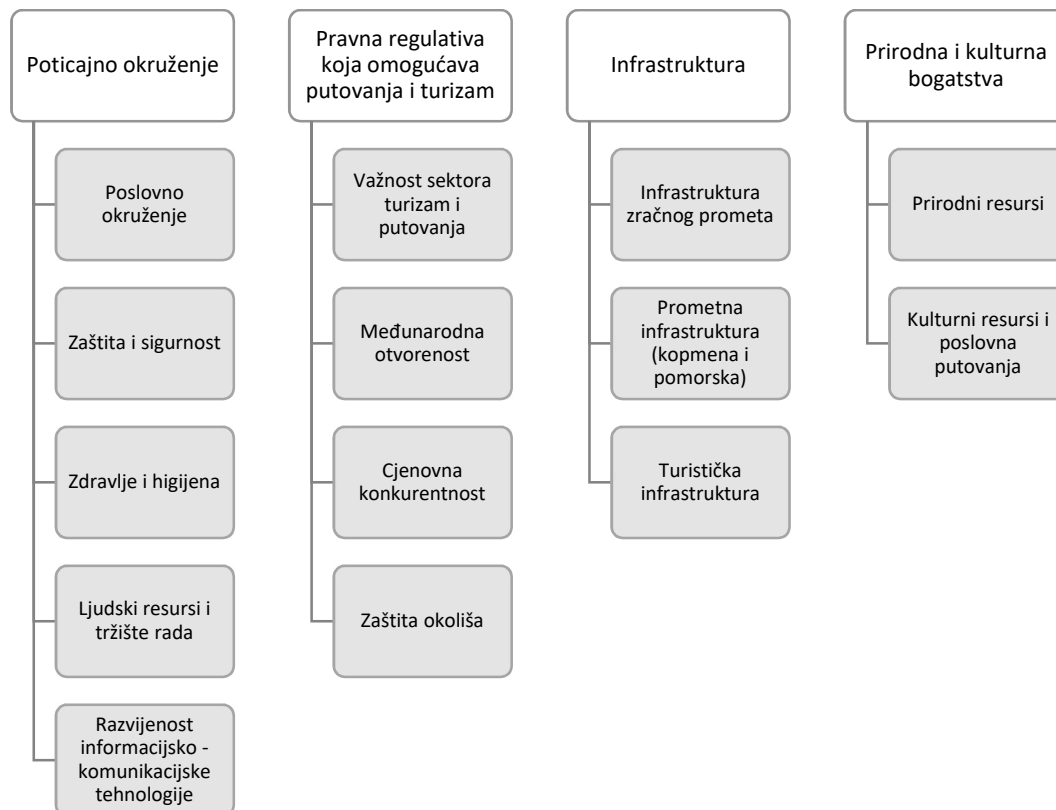 Poticajno okruženje
Poslovno
okruženje
Zaštita i sigurnost
Zdravlje i higijena
Ljudski resursi i
tržište rada
Razvijenost
informacijsko -
komunikacijske
tehnologije
Pravna regulativa
koja omogućava
putovanja i turizam
Važnost sektora
turizam i
putovanja
Međunarodna
otvorenost
Cjenovna
konkurentnost
Zaštita okoliša
Infrastruktura
Infrastruktura
zračnog prometa
Prometna
infrastruktura
(kopmena i
pomorska)
Turistička
infrastruktura
Prirodna i kulturna
bogatstva
Prirodni resursi
Kulturni resursi i
poslovna
putovanja